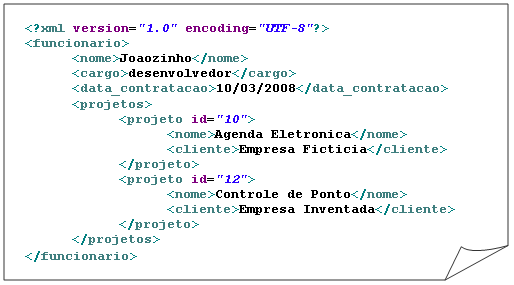 <?xml version="1.0" encoding="UTF-8"?>
<funcionario>
<nome>Joaozinho</nome>
<cargo>desenvolvedor</cargo>
<data_contratacao>10/03/2008</data_contratacao>
<projetos>
<projeto id="10">
<nome>Agenda Eletronica</nome>
<cliente>Empresa Ficticia</cliente>
</projeto>
<projeto id="12">
<nome>Controle de Ponto</nome>
<cliente>Empresa Inventada</cliente>
</projeto>
</projetos>
</funcionario>